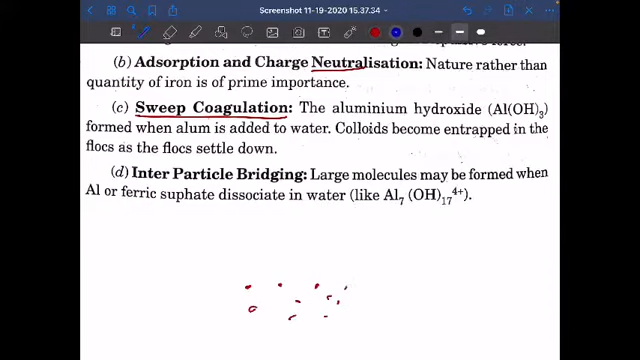 Screenshot 11-19-2020 15.37.34
(b) Adsorption and Charge Neutralisation: Nature rather than
quantity of iron is of prime importance.
(c) Sweep Coagulation: The aluminium hydroxide (Al(OH)₃)
formed when alum is added to water. Colloids become entrapped in the
flocs as the flocs settle down.
(d) Inter Particle Bridging: Large molecules may be formed when
Al or ferric suphate dissociate in water (like Al₇ (OH)₁₇⁴⁺).